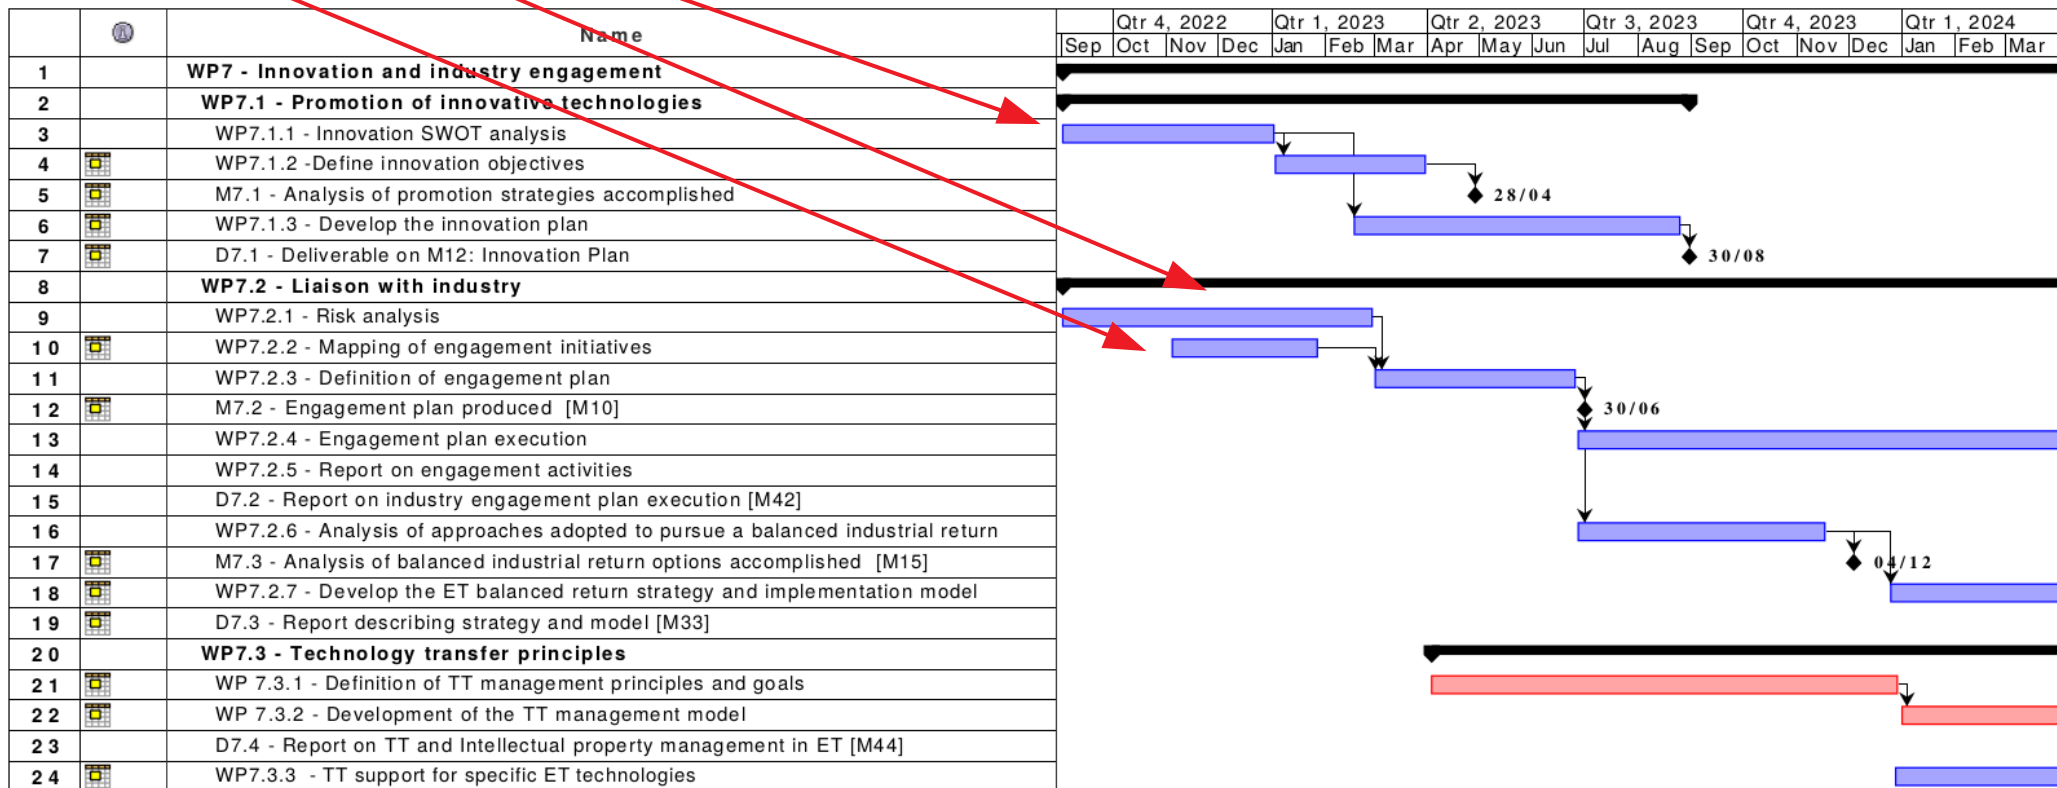 Name Qtr 4, 2022 Qtr 1, 2023 Qtr 2, 2023 Qtr 3, 2023 Qtr 4, 2023 Qtr 1, 2024
Sep Oct Nov Dec Jan Feb Mar Apr May Jun Jul Aug Sep Oct Nov Dec Jan Feb Mar
1 WP7 - Innovation and industry engagement
2 WP7.1 - Promotion of innovative technologies
3 WP7.1.1 - Innovation SWOT analysis
4 WP7.1.2 -Define innovation objectives
5 M7.1 - Analysis of promotion strategies accomplished 28/04
6 WP7.1.3 - Develop the innovation plan
7 D7.1 - Deliverable on M12: Innovation Plan 30/08
8 WP7.2 - Liaison with industry
9 WP7.2.1 - Risk analysis
10 WP7.2.2 - Mapping of engagement initiatives
11 WP7.2.3 - Definition of engagement plan
12 M7.2 - Engagement plan produced [M10] 30/06
13 WP7.2.4 - Engagement plan execution
14 WP7.2.5 - Report on engagement activities
15 D7.2 - Report on industry engagement plan execution [M42]
16 WP7.2.6 - Analysis of approaches adopted to pursue a balanced industrial return
17 M7.3 - Analysis of balanced industrial return options accomplished [M15] 04/12
18 WP7.2.7 - Develop the ET balanced return strategy and implementation model
19 D7.3 - Report describing strategy and model [M33]
20 WP7.3 - Technology transfer principles
21 WP 7.3.1 - Definition of TT management principles and goals
22 WP 7.3.2 - Development of the TT management model
23 D7.4 - Report on TT and Intellectual property management in ET [M44]
24 WP7.3.3 - TT support for specific ET technologies